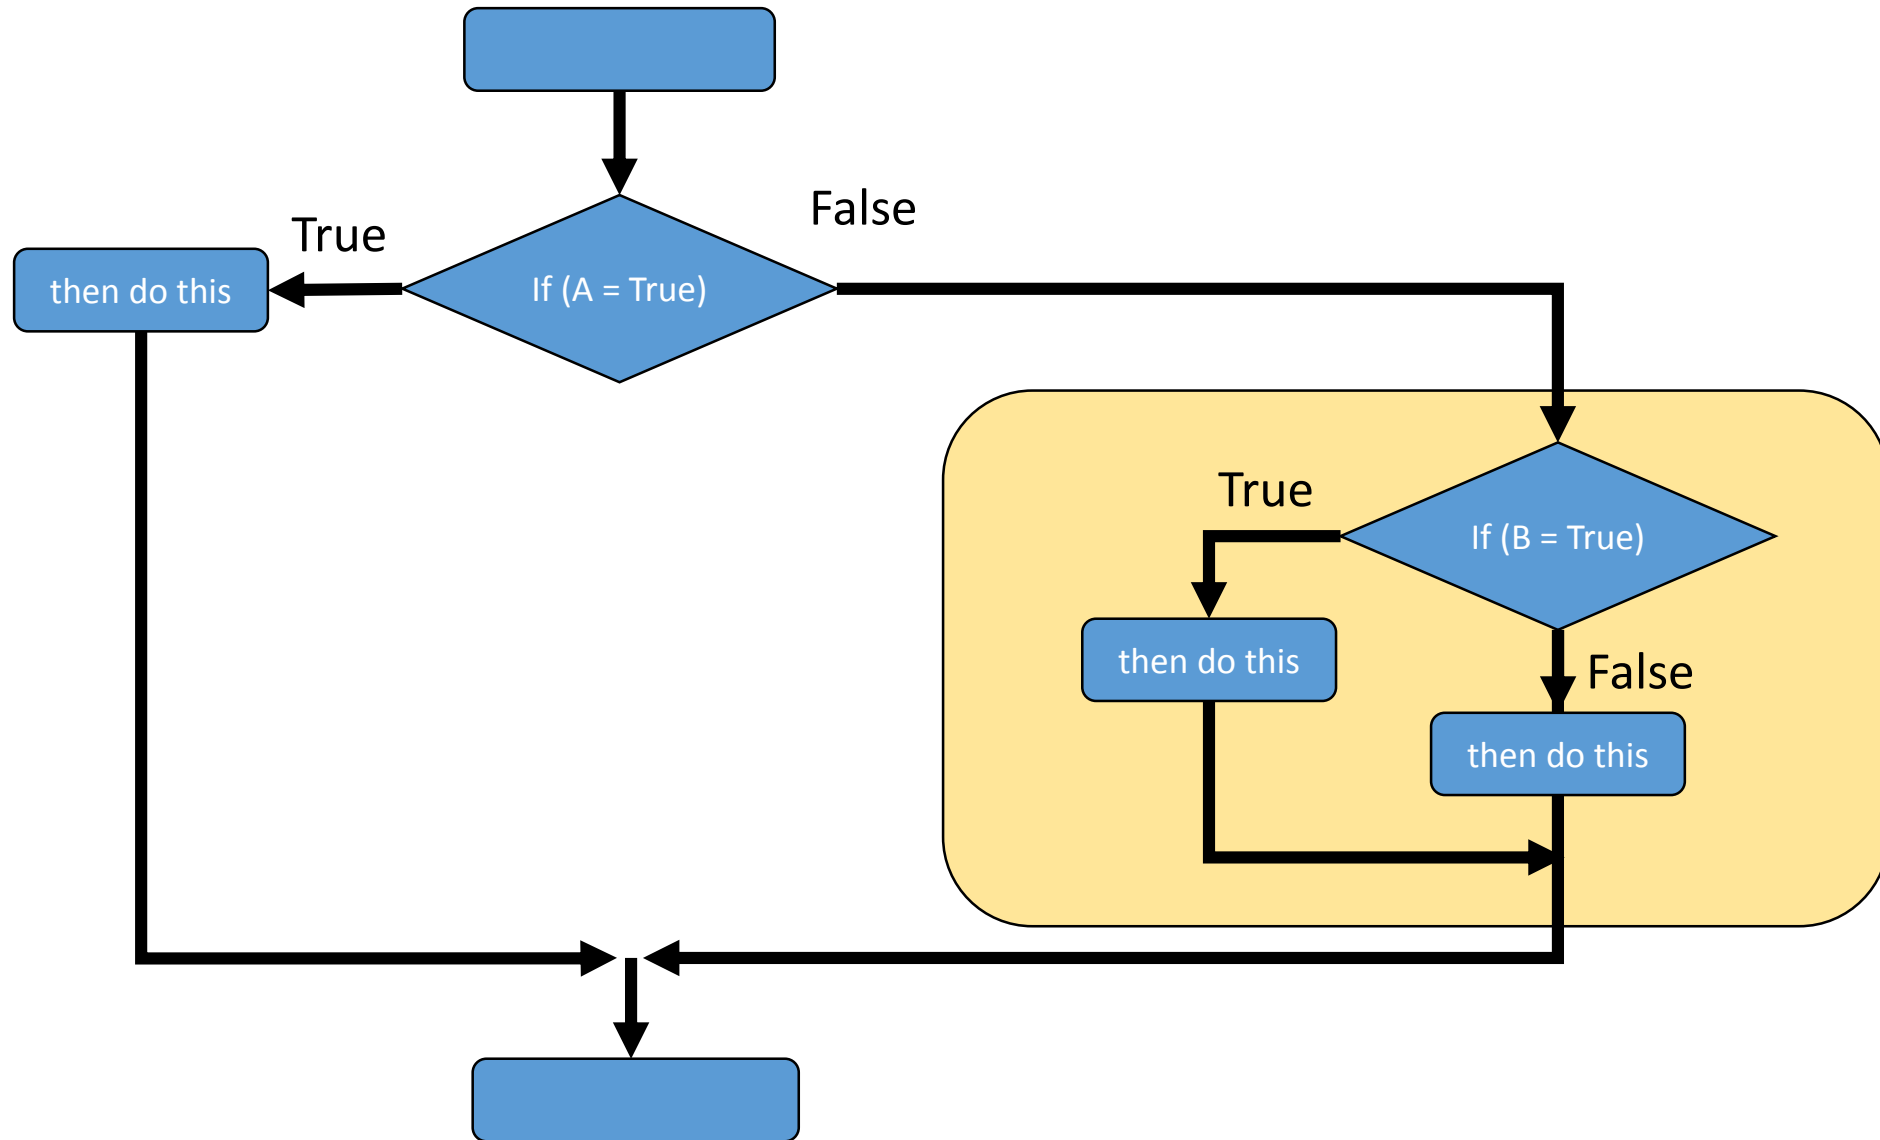 False
True
If (A = True)
then do this
True
If (B = True)
then do this
False
then do this